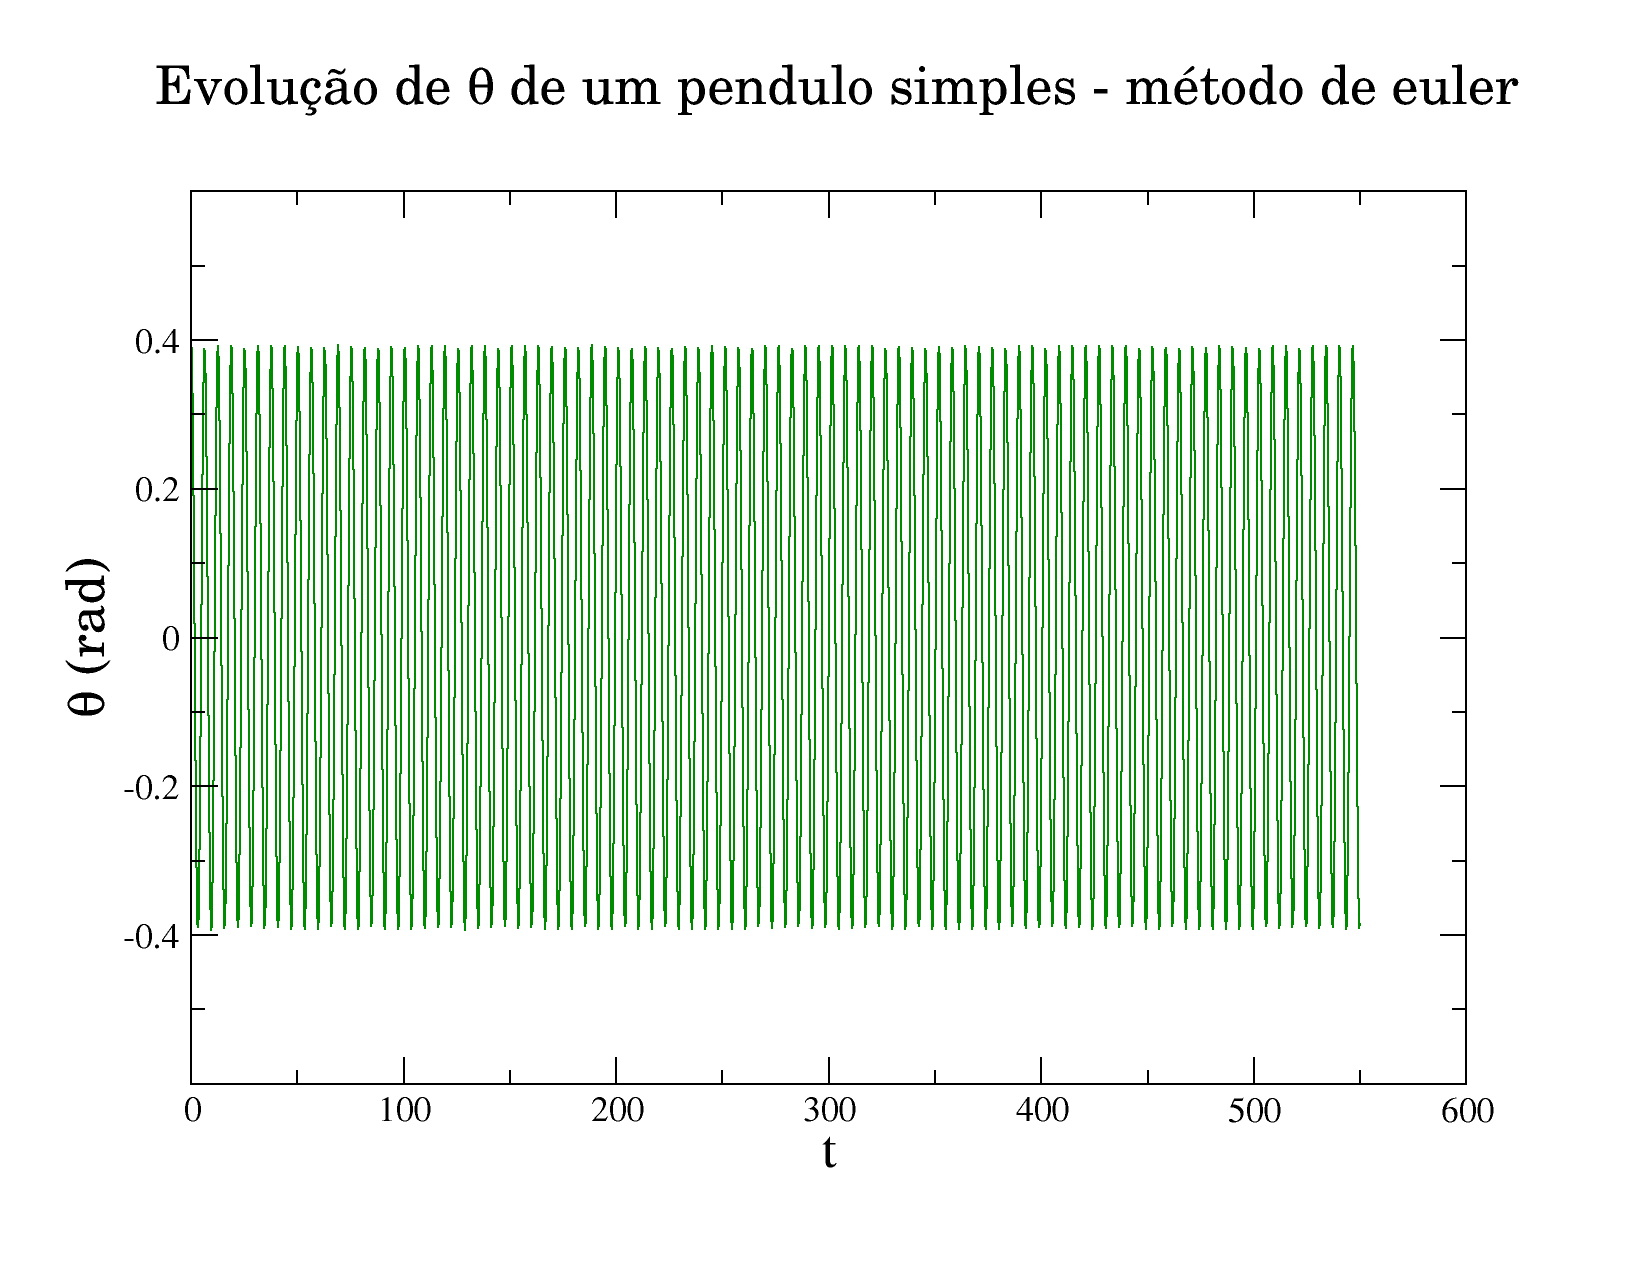 Evolução de θ de um pendulo simples - método de euler
0.4
0.2
0
-0.2
-0.4
θ (rad)
0 100 200 300 400 500 600
t